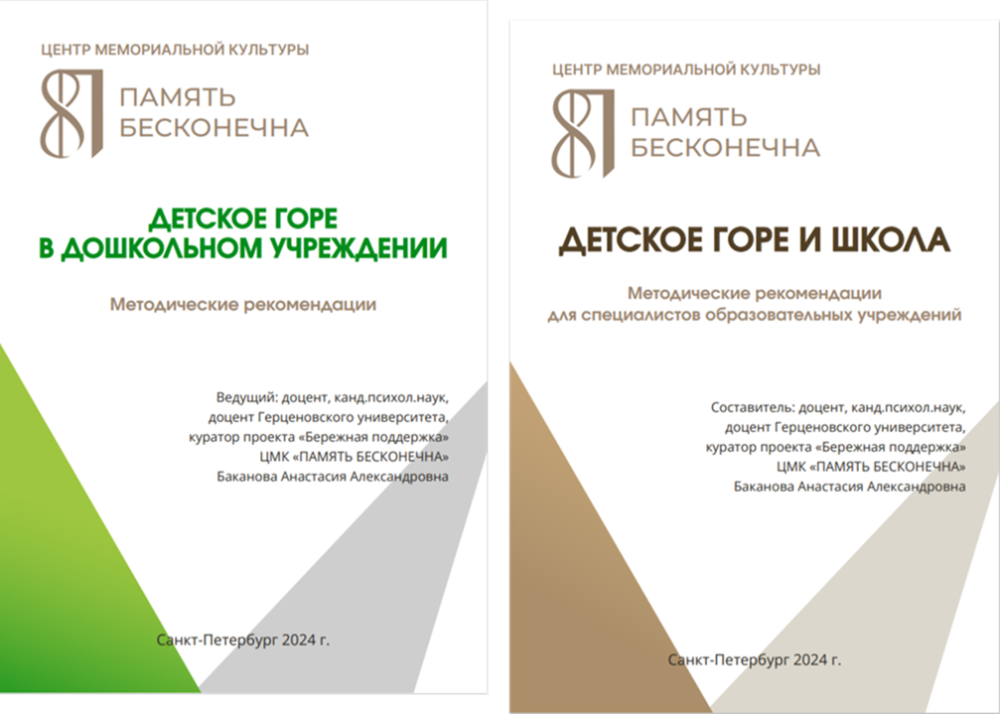 ЦЕНТР МЕМОРИАЛЬНОЙ КУЛЬТУРЫ
ПАМЯТЬ
БЕСКОНЕЧНА
ДЕТСКОЕ ГОРЕ
В ДОШКОЛЬНОМ УЧРЕЖДЕНИИ
Методические рекомендации
Ведущий: доцент, канд.психол.наук,
доцент Герценовского университета,
куратор проекта «Бережная поддержка»
ЦМК «ПАМЯТЬ БЕСКОНЕЧНА»
Баканова Анастасия Александровна
Санкт-Петербург 2024 г.
ЦЕНТР МЕМОРИАЛЬНОЙ КУЛЬТУРЫ
ПАМЯТЬ
БЕСКОНЕЧНА
ДЕТСКОЕ ГОРЕ И ШКОЛА
Методические рекомендации
для специалистов образовательных учреждений
Составитель: доцент, канд.психол.наук,
доцент Герценовского университета,
куратор проекта «Бережная поддержка»
ЦМК «ПАМЯТЬ БЕСКОНЕЧНА»
Баканова Анастасия Александровна
Санкт-Петербург 2024 г.